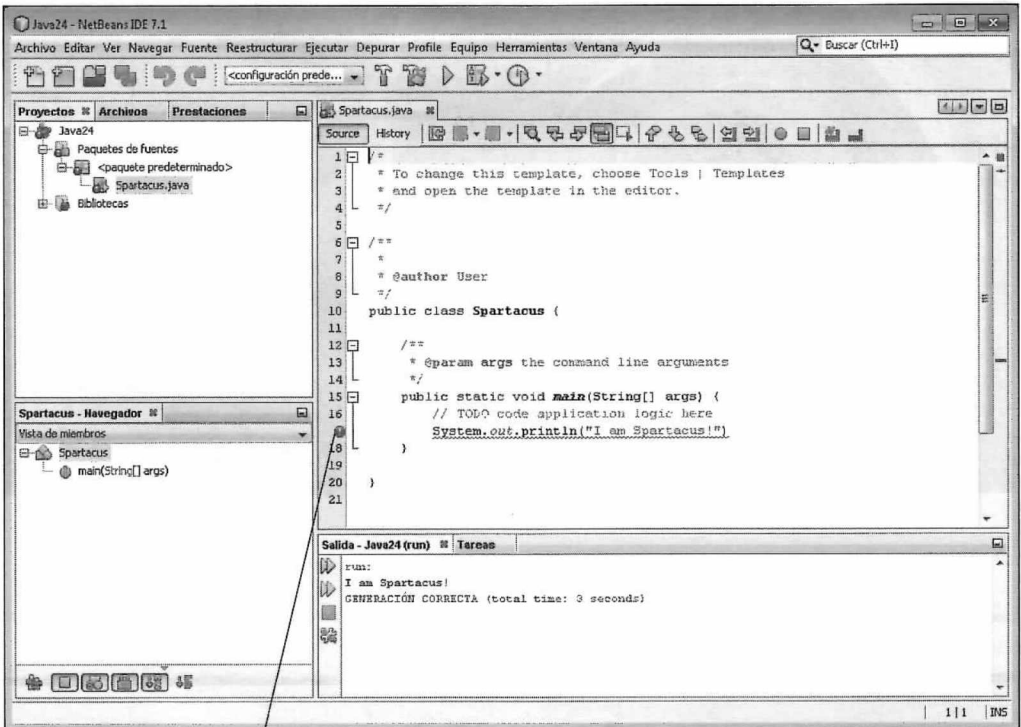 Java24 - NetBeans IDE 7.1
Archivo Editar Ver Navegar Fuente Reestructurar Ejecutar Depurar Profile Equipo Herramientas Ventana Ayuda
Buscar (Ctrl+I)
<configuración prede...
Proyectos Archivos Prestaciones
Java24
Paquetes de fuentes
<paquete predeterminado>
Spartacus.java
Bibliotecas
Spartacus - Navegador
Vista de miembros
Spartacus
main(String[] args)
Spartacus.java
Source History
1 /*
2 * To change this template, choose Tools | Templates
3 * and open the template in the editor.
4 */
5
6 /**
7 *
8 * @author User
9 */
10 public class Spartacus {
11
12 /**
13 * @param args the command line arguments
14 */
15 public static void main(String[] args) {
16 // TODO code application logic here
System.out.println("I am Spartacus!")
18 }
19
20 }
21
Salida - Java24 (run) Tareas
run:
I am Spartacus!
GENERACIÓN CORRECTA (total time: 3 seconds)
1|1 INS